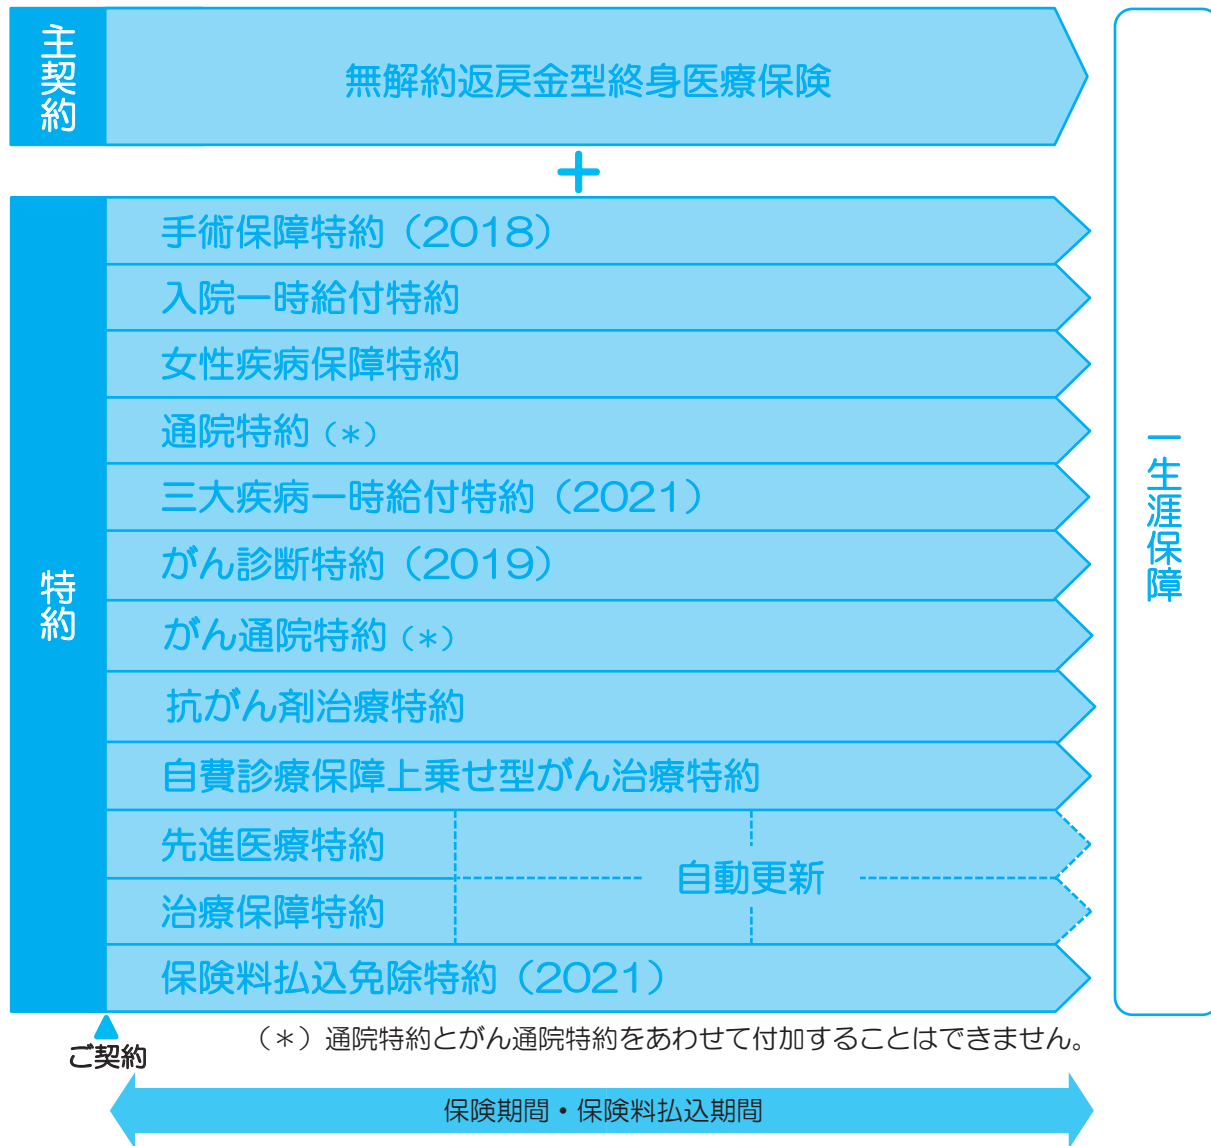 主契約
無解約返戻金型終身医療保険
+
特約
手術保障特約（2018）
入院一時給付特約
女性疾病保障特約
通院特約（＊）
三大疾病一時給付特約（2021）
がん診断特約（2019）
がん通院特約（＊）
抗がん剤治療特約
自費診療保障上乗せ型がん治療特約
先進医療特約
自動更新
治療保障特約
保険料払込免除特約（2021）
一生涯保障
（＊）通院特約とがん通院特約をあわせて付加することはできません。
ご契約
保険期間・保険料払込期間